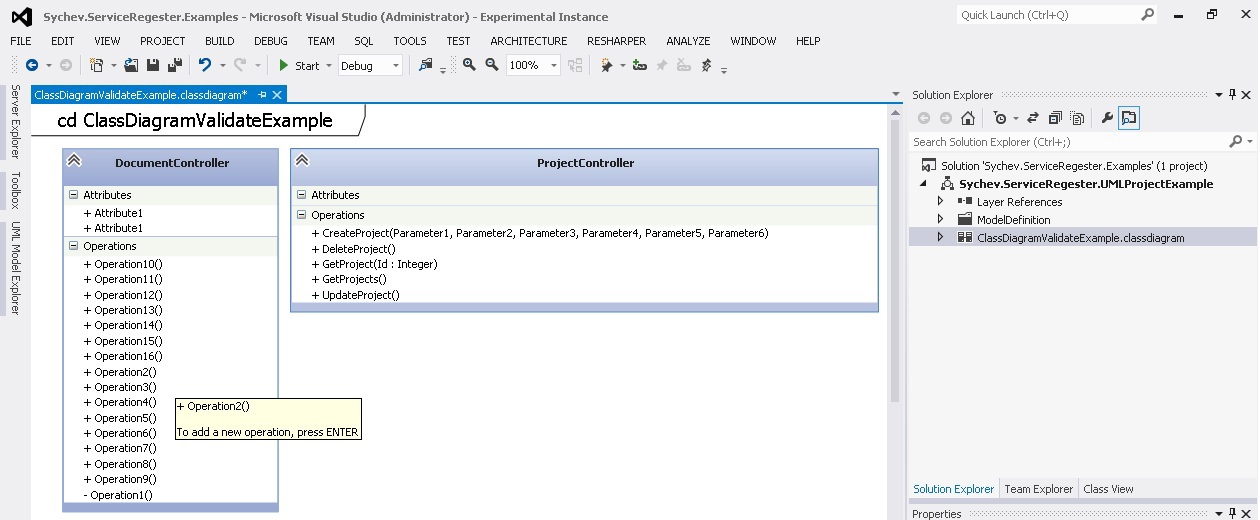 Sychev.ServiceRegester.Examples - Microsoft Visual Studio (Administrator) - Experimental Instance
Quick Launch (Ctrl+Q)
FILE EDIT VIEW PROJECT BUILD DEBUG TEAM SQL TOOLS TEST ARCHITECTURE RESHARPER ANALYZE WINDOW HELP
Start Debug 100%
Server Explorer
Toolbox
UML Model Explorer
ClassDiagramValidateExample.classdiagram*
cd ClassDiagramValidateExample
DocumentController
Attributes
+ Attribute1
+ Attribute1
Operations
+ Operation10()
+ Operation11()
+ Operation12()
+ Operation13()
+ Operation14()
+ Operation15()
+ Operation16()
+ Operation2()
+ Operation3()
+ Operation4()
+ Operation5()
+ Operation6()
+ Operation7()
+ Operation8()
+ Operation9()
- Operation1()
+ Operation2()
To add a new operation, press ENTER
ProjectController
Attributes
Operations
+ CreateProject(Parameter1, Parameter2, Parameter3, Parameter4, Parameter5, Parameter6)
+ DeleteProject()
+ GetProject(Id : Integer)
+ GetProjects()
+ UpdateProject()
Solution Explorer
Search Solution Explorer (Ctrl+;)
Solution 'Sychev.ServiceRegester.Examples' (1 project)
Sychev.ServiceRegester.UMLProjectExample
Layer References
ModelDefinition
ClassDiagramValidateExample.classdiagram
Solution Explorer Team Explorer Class View
Properties